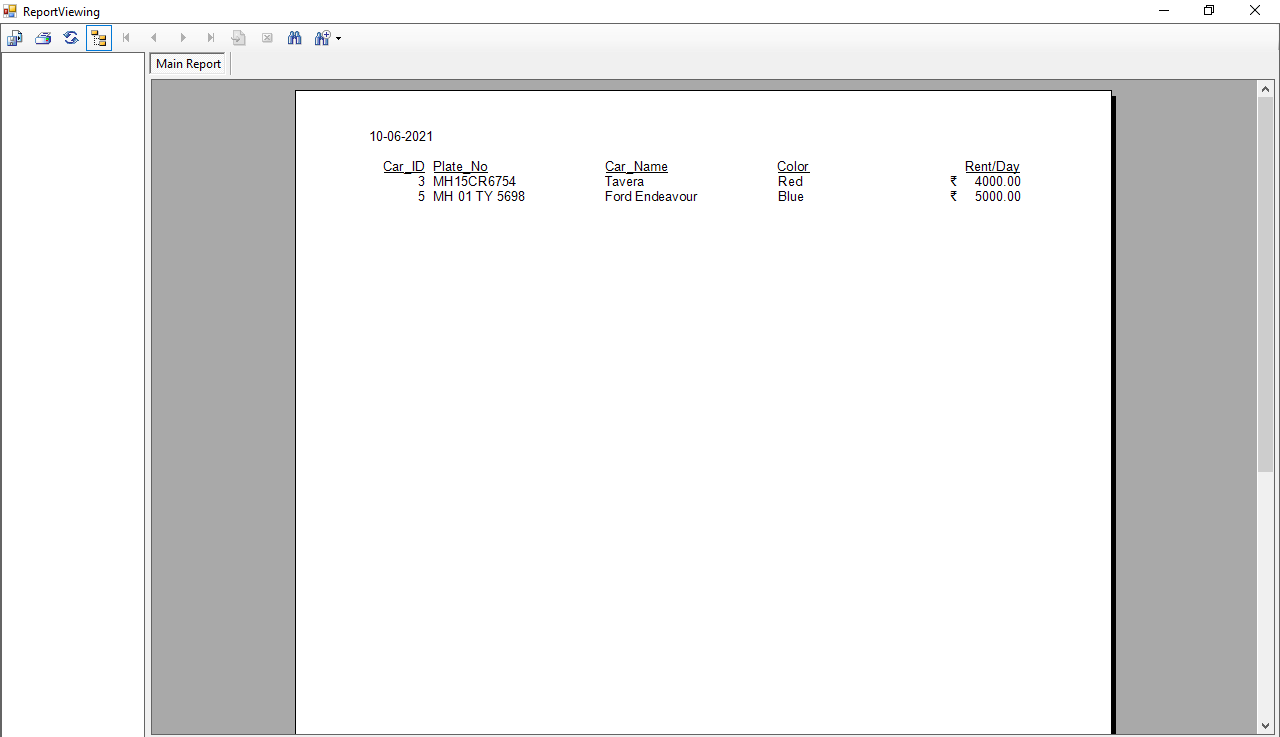 ReportViewing
Main Report
10-06-2021
Car_ID Plate_No Car_Name Color Rent/Day
3 MH15CR6754 Tavera Red ₹ 4000.00
5 MH 01 TY 5698 Ford Endeavour Blue ₹ 5000.00